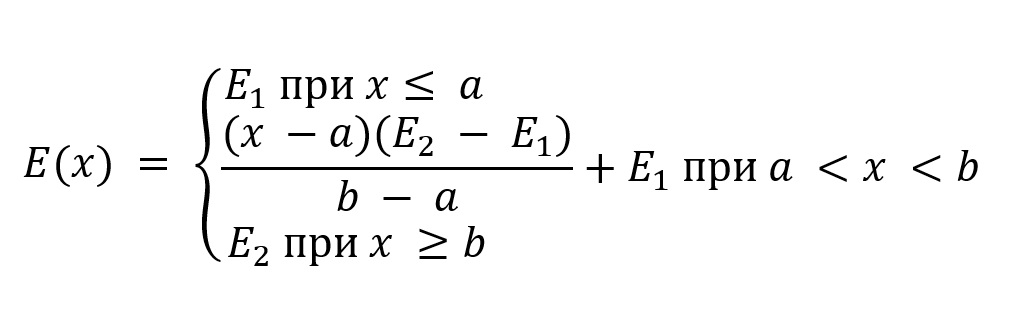 E₁ при x ≤ a
(x − a)(E₂ − E₁)
E(x) = + E₁ при a < x < b
b − a
E₂ при x ≥ b